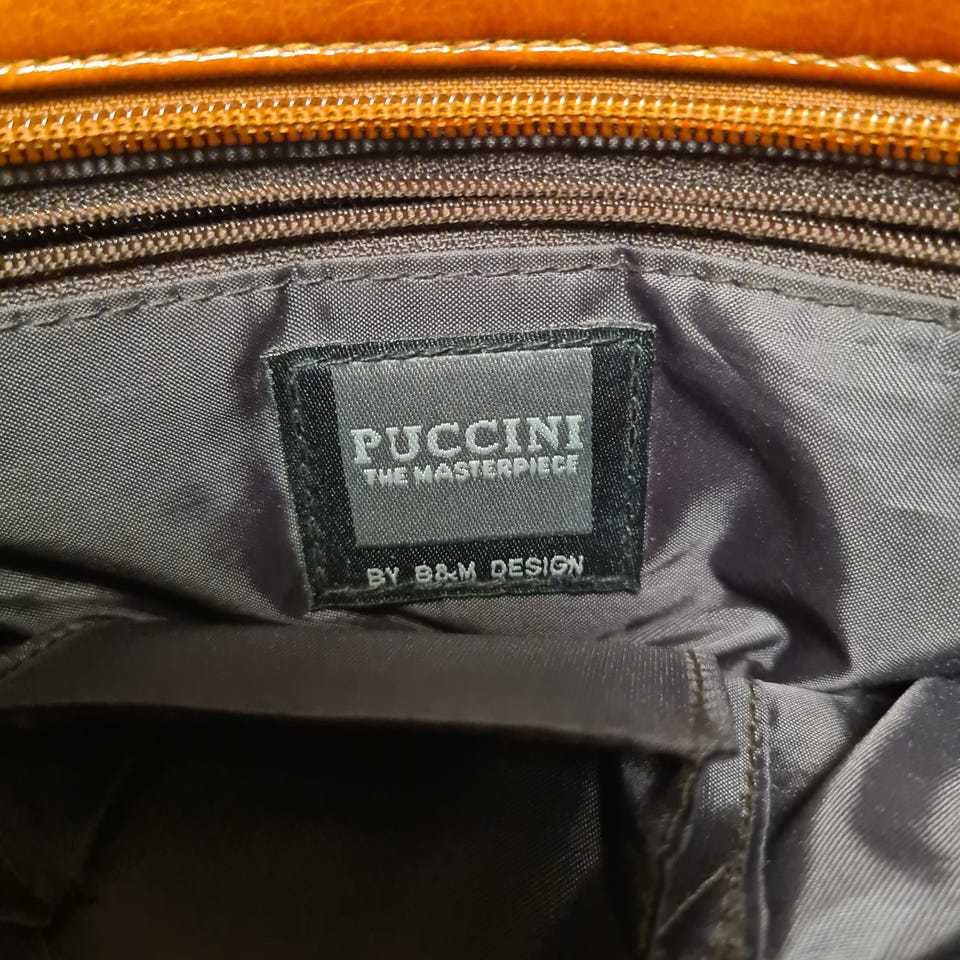 PUCCINI
THE MASTERPIECE
BY B&M DESIGN